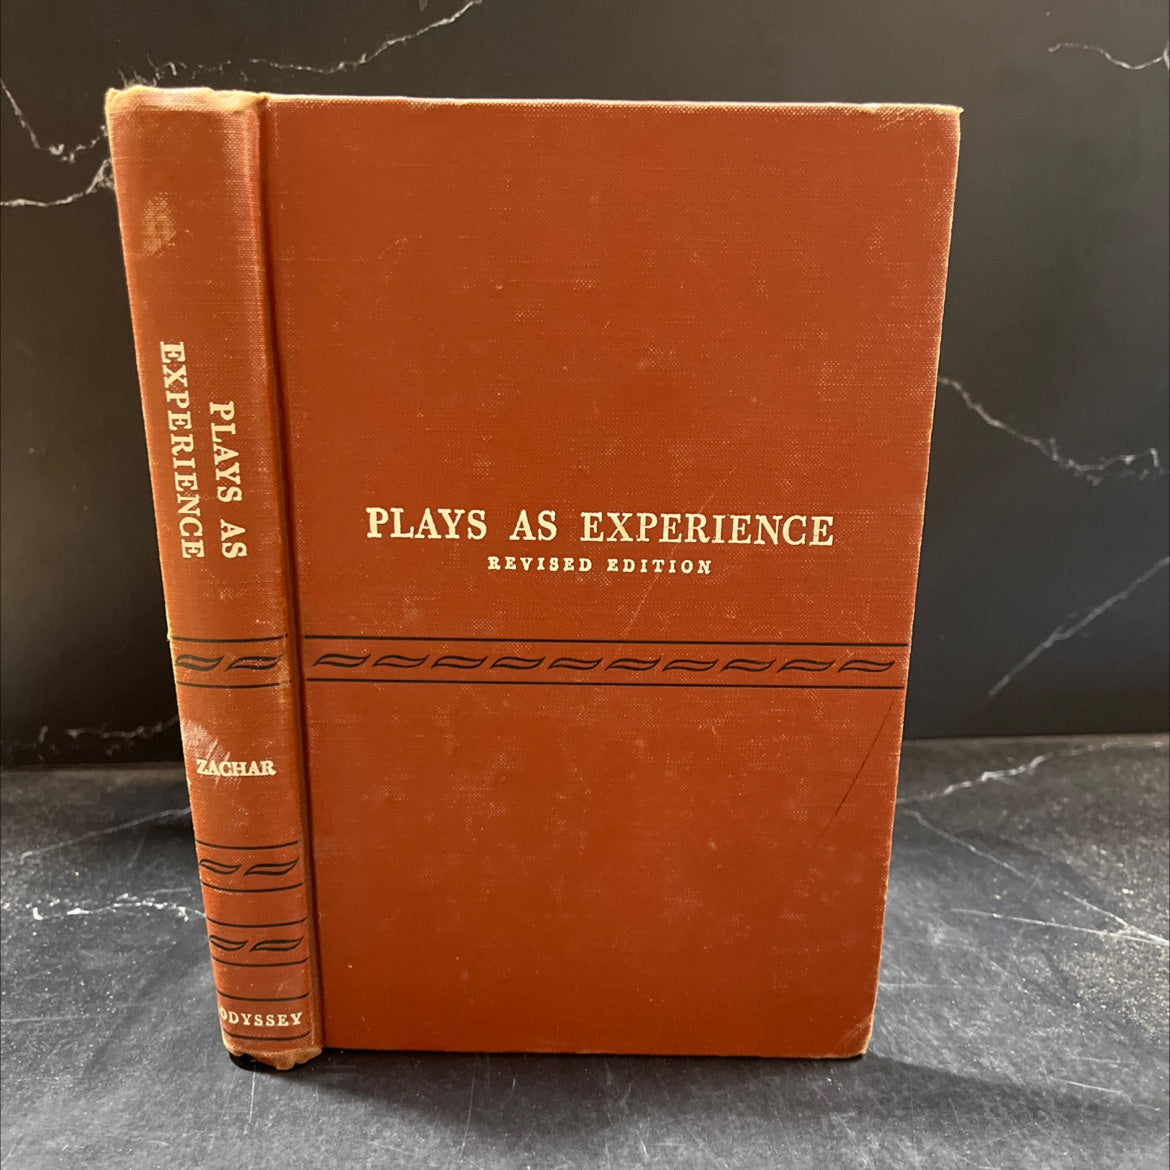 PLAYS AS
EXPERIENCE
ZACHAR
ODYSSEY
PLAYS AS EXPERIENCE
REVISED EDITION